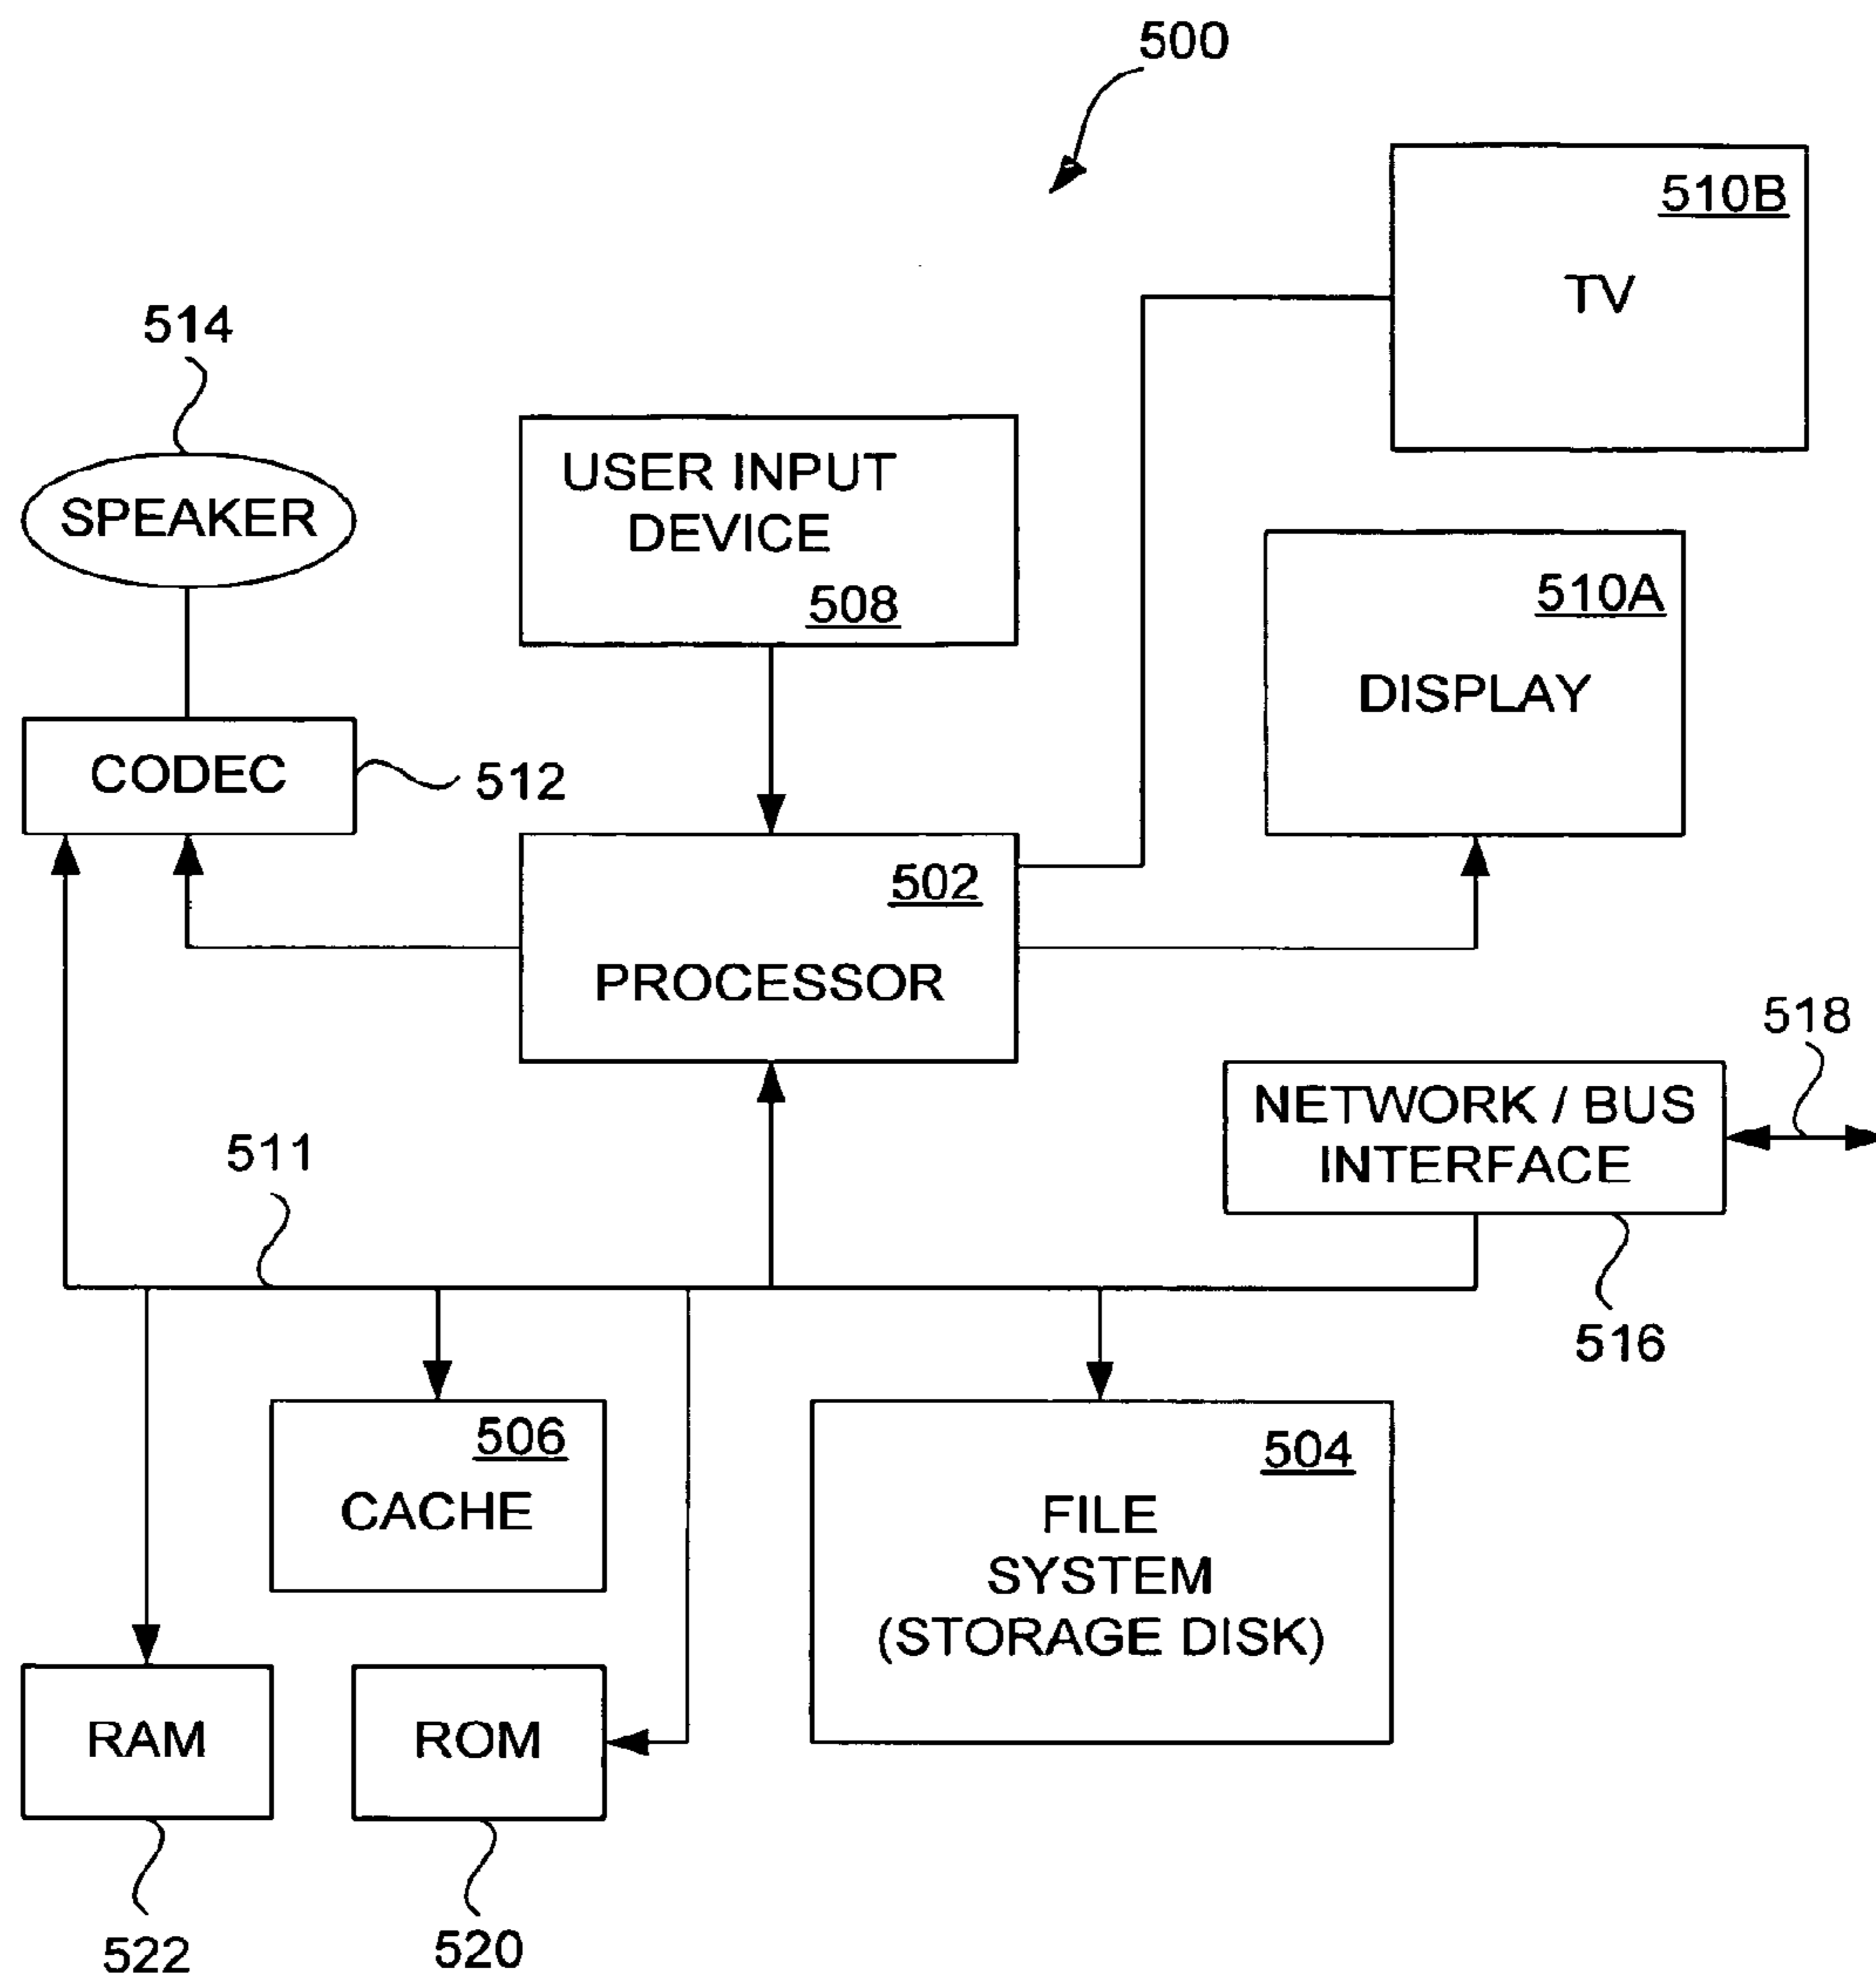 500
510B
TV
514
SPEAKER
USER INPUT
DEVICE
508
510A
DISPLAY
CODEC
512
502
PROCESSOR
518
NETWORK / BUS
INTERFACE
511
516
506
CACHE
504
FILE
SYSTEM
(STORAGE DISK)
RAM
ROM
522
520